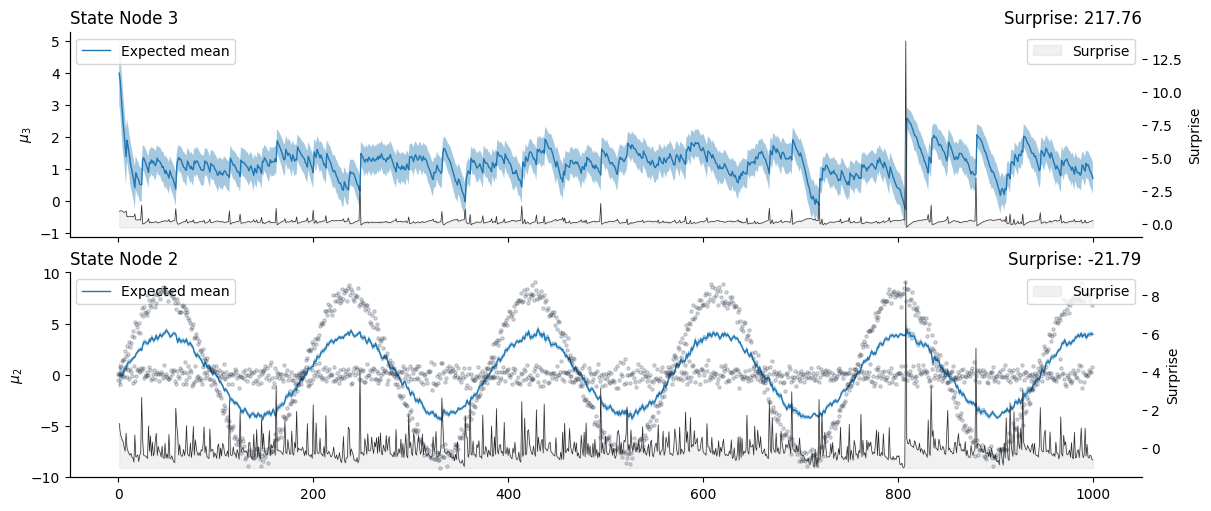 State Node 3
Surprise: 217.76
Expected mean
Surprise
5
4
3
2
1
0
−1
μ3
12.5
10.0
7.5
5.0
2.5
0.0
Surprise
State Node 2
Surprise: -21.79
Expected mean
Surprise
10
5
0
−5
−10
μ2
8
6
4
2
0
Surprise
0 200 400 600 800 1000